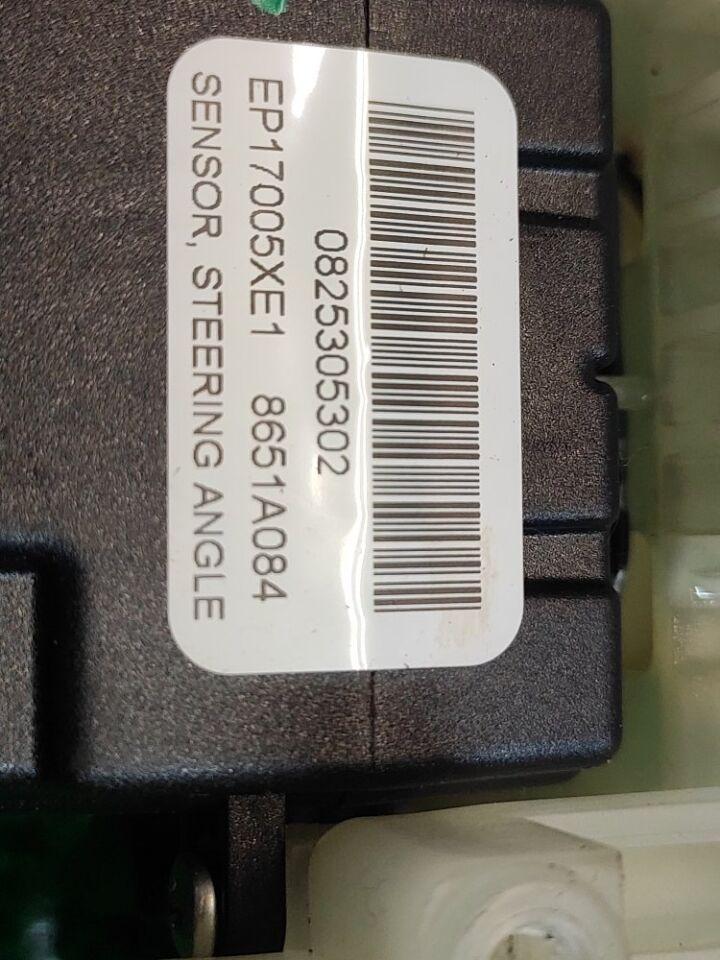 0825305302
EP17005XE1 8651A084
SENSOR, STEERING ANGLE